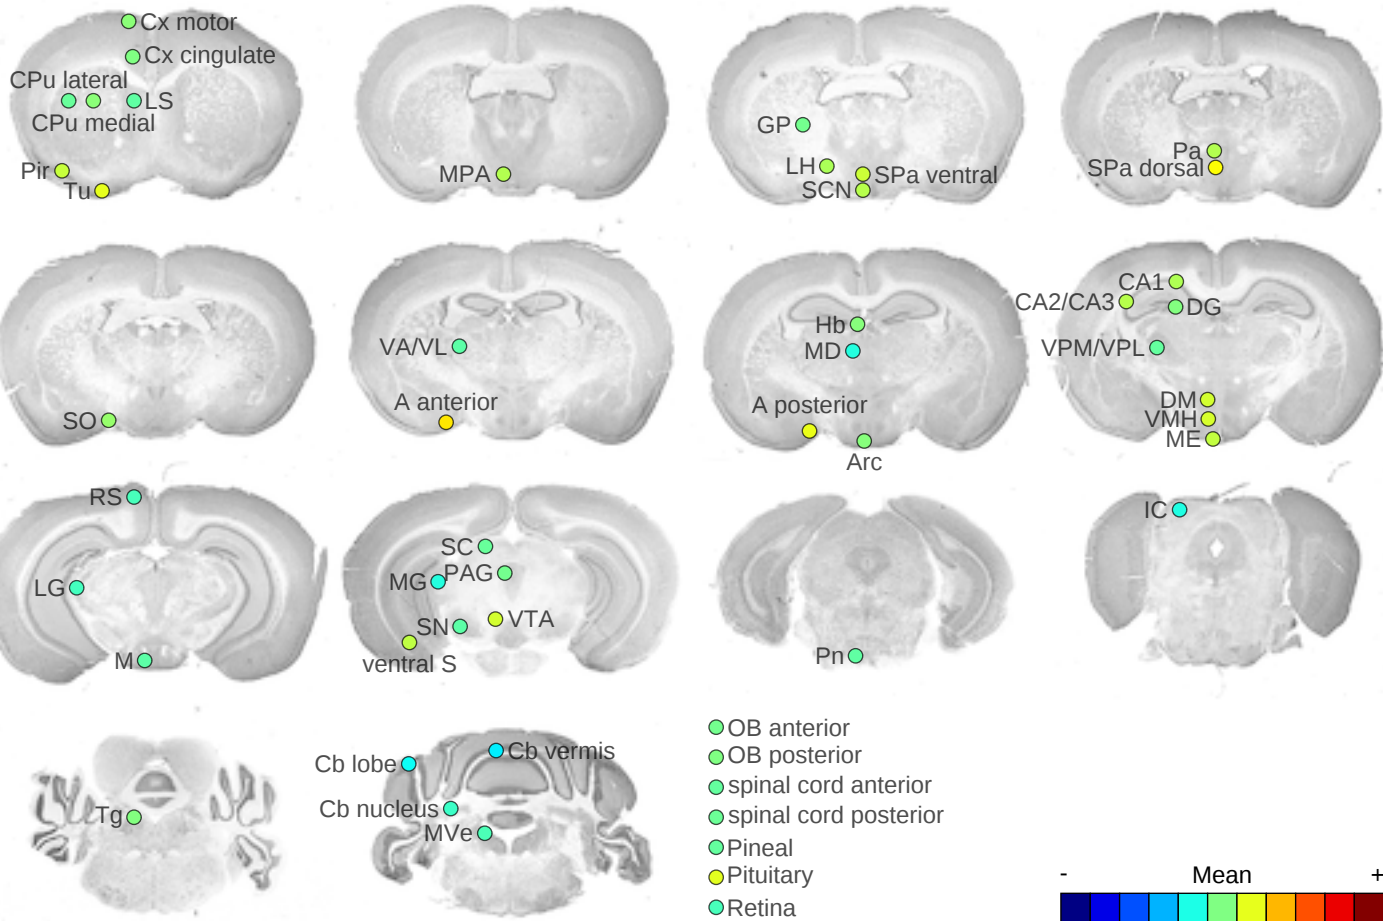 Cx motor
Cx cingulate
CPu lateral
LS
CPu medial
Pir
Tu
MPA
GP
LH
SPa ventral
SCN
Pa
SPa dorsal
SO
VA/VL
A anterior
Hb
MD
A posterior
Arc
CA1
CA2/CA3
DG
VPM/VPL
DM
VMH
ME
RS
LG
M
SC
MG
PAG
SN
VTA
ventral S
Pn
IC
Tg
Cb lobe
Cb vermis
Cb nucleus
MVe
OB anterior
OB posterior
spinal cord anterior
spinal cord posterior
Pineal
Pituitary
Retina
- Mean +